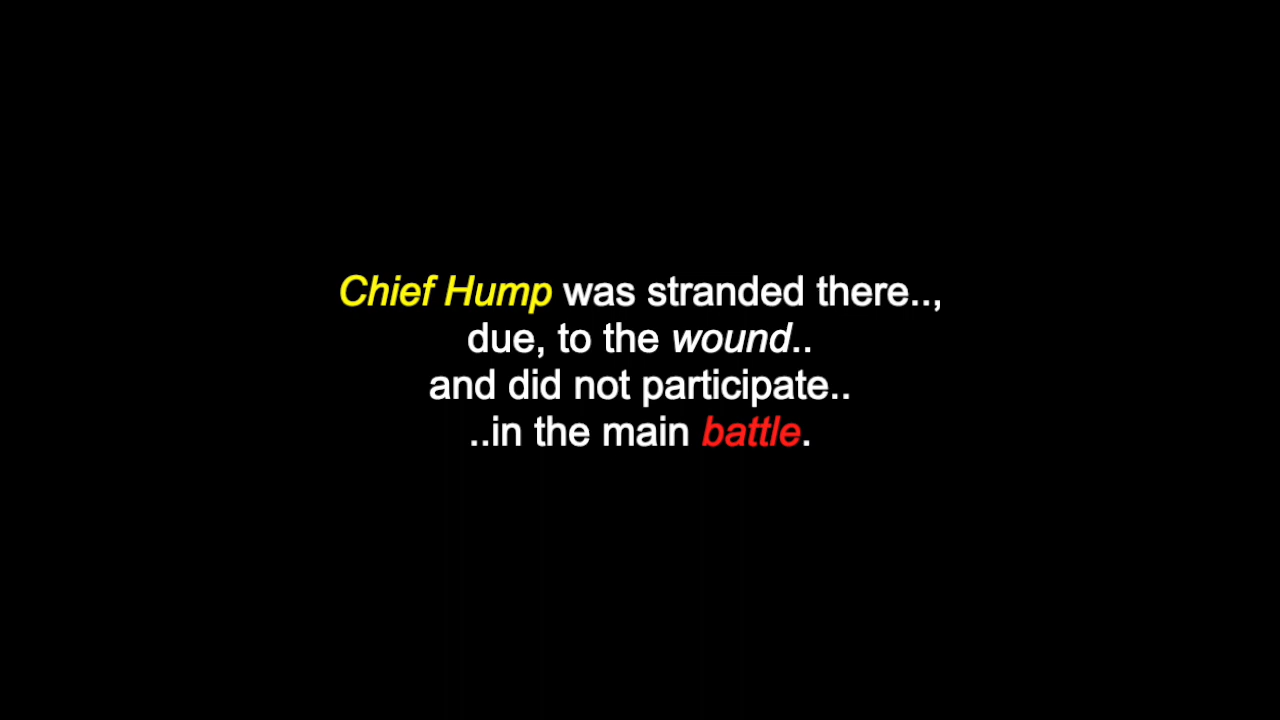 Chief Hump was stranded there..,
due, to the wound..
and did not participate..
..in the main battle.